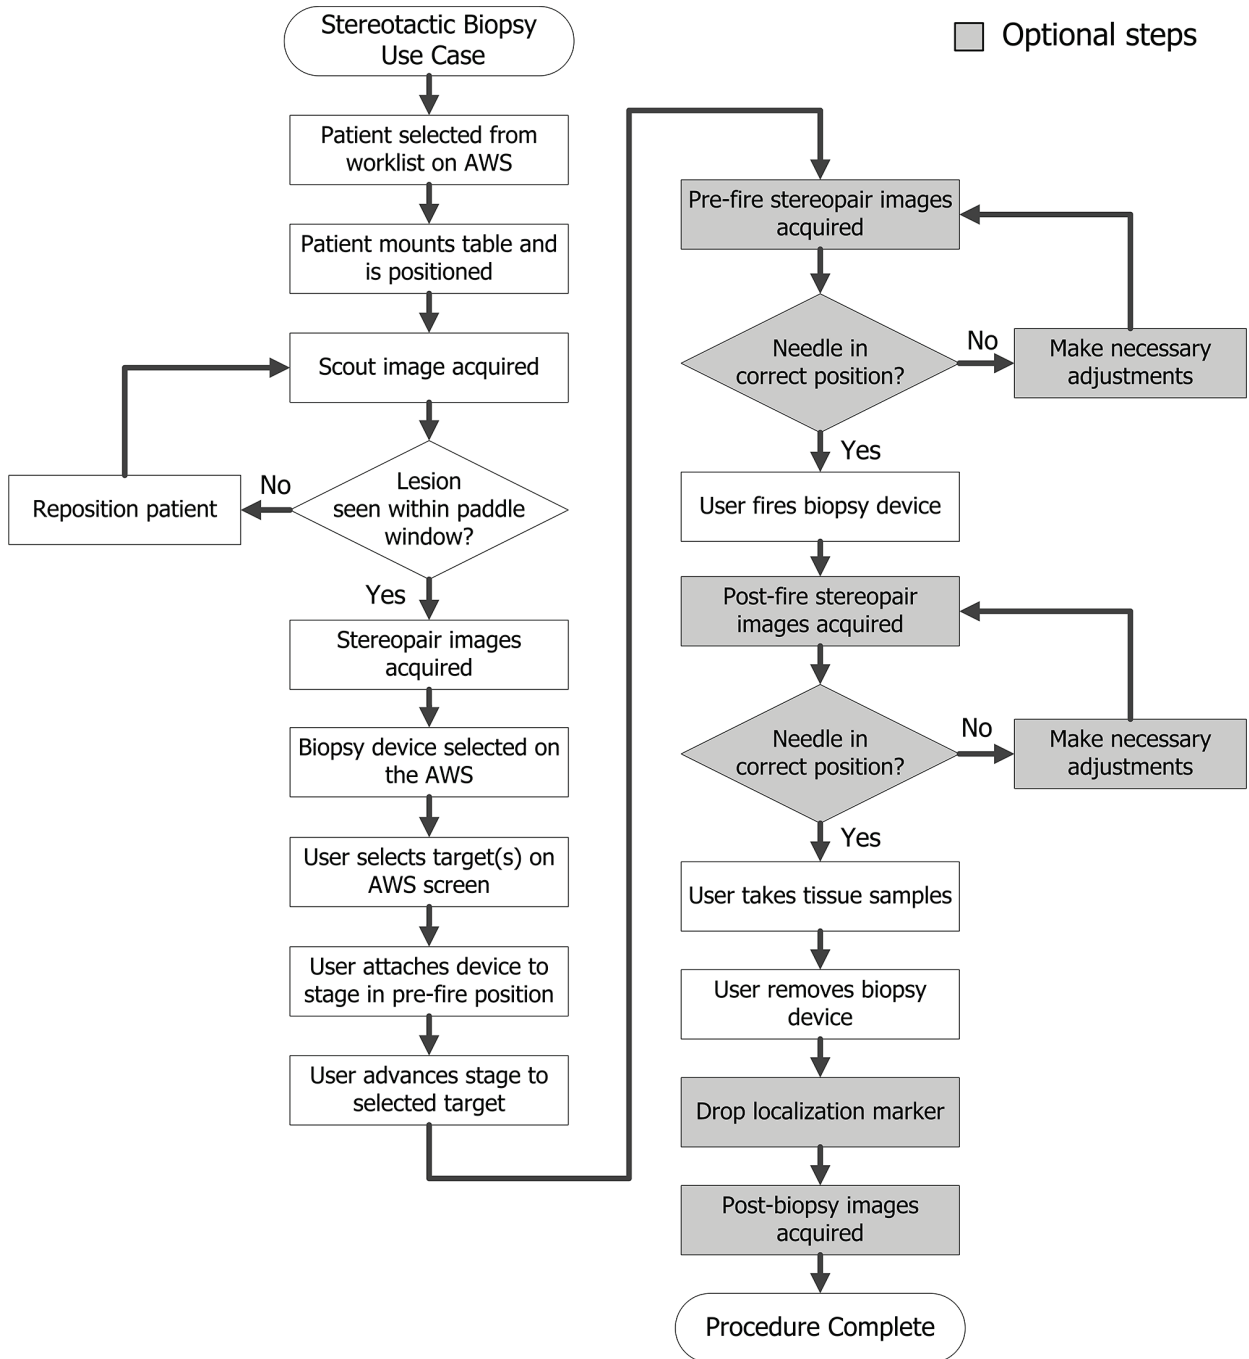 Stereotactic Biopsy
Use Case
Optional steps
Patient selected from
worklist on AWS
Patient mounts table and
is positioned
Scout image acquired
Reposition patient
No
Lesion
seen within paddle
window?
Yes
Stereopair images
acquired
Biopsy device selected on
the AWS
User selects target(s) on
AWS screen
User attaches device to
stage in pre-fire position
User advances stage to
selected target
Pre-fire stereopair images
acquired
Needle in
correct position?
No
Make necessary
adjustments
Yes
User fires biopsy device
Post-fire stereopair
images acquired
Needle in
correct position?
No
Make necessary
adjustments
Yes
User takes tissue samples
User removes biopsy
device
Drop localization marker
Post-biopsy images
acquired
Procedure Complete